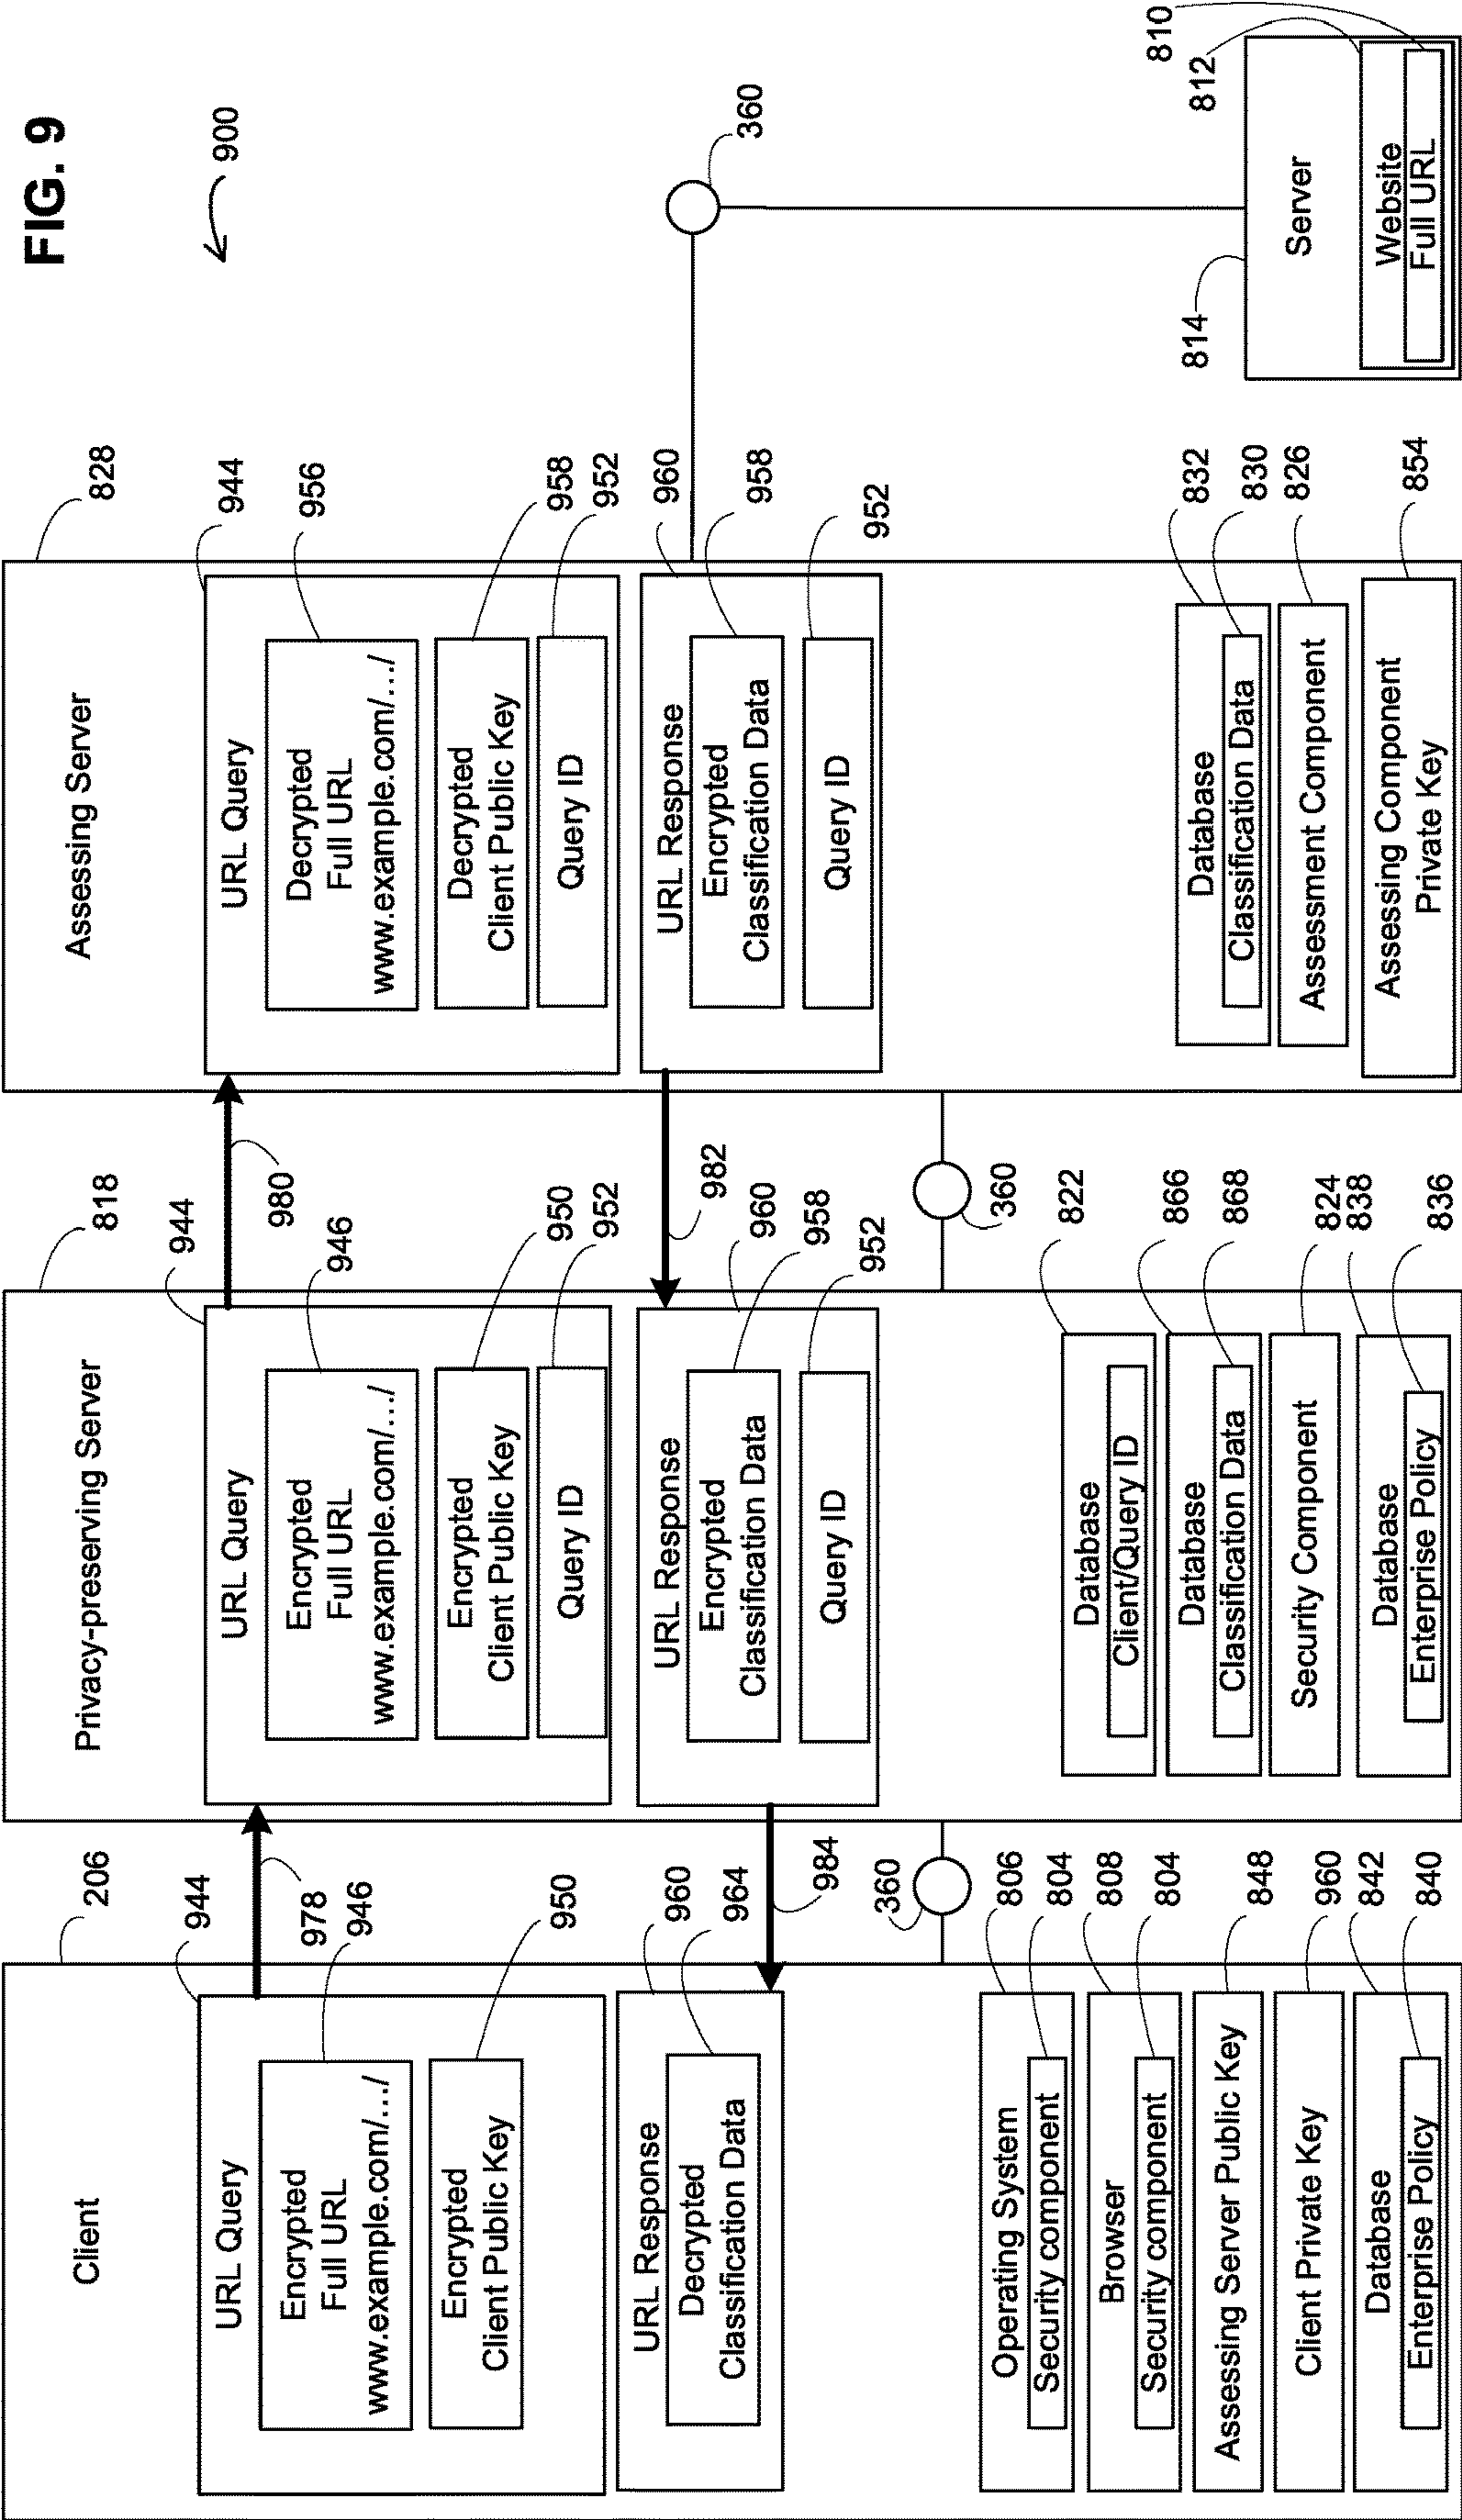 FIG. 9
900
Client
206
944
URL Query
Encrypted
Full URL
www.example.com/.../
946
978
Encrypted
Client Public Key
950
URL Response
960
Decrypted
Classification Data
964
984
360
Operating System
806
Security component
804
Browser
808
Security component
804
Assessing Server Public Key
848
Client Private Key
960
Database
842
Enterprise Policy
840
Privacy-preserving Server
818
944
URL Query
Encrypted
Full URL
www.example.com/.../
946
980
Encrypted
Client Public Key
950
Query ID
952
URL Response
960
Encrypted
Classification Data
958
982
Query ID
952
360
Database
822
Client/Query ID
Database
866
Classification Data
868
Security Component
824
Database
838
Enterprise Policy
836
Assessing Server
828
944
URL Query
Decrypted
Full URL
www.example.com/.../
956
Decrypted
Client Public Key
958
Query ID
952
URL Response
960
Encrypted
Classification Data
958
Query ID
952
Database
832
Classification Data
830
Assessment Component
826
Assessing Component
Private Key
854
360
814
Server
Website
812
Full URL
810